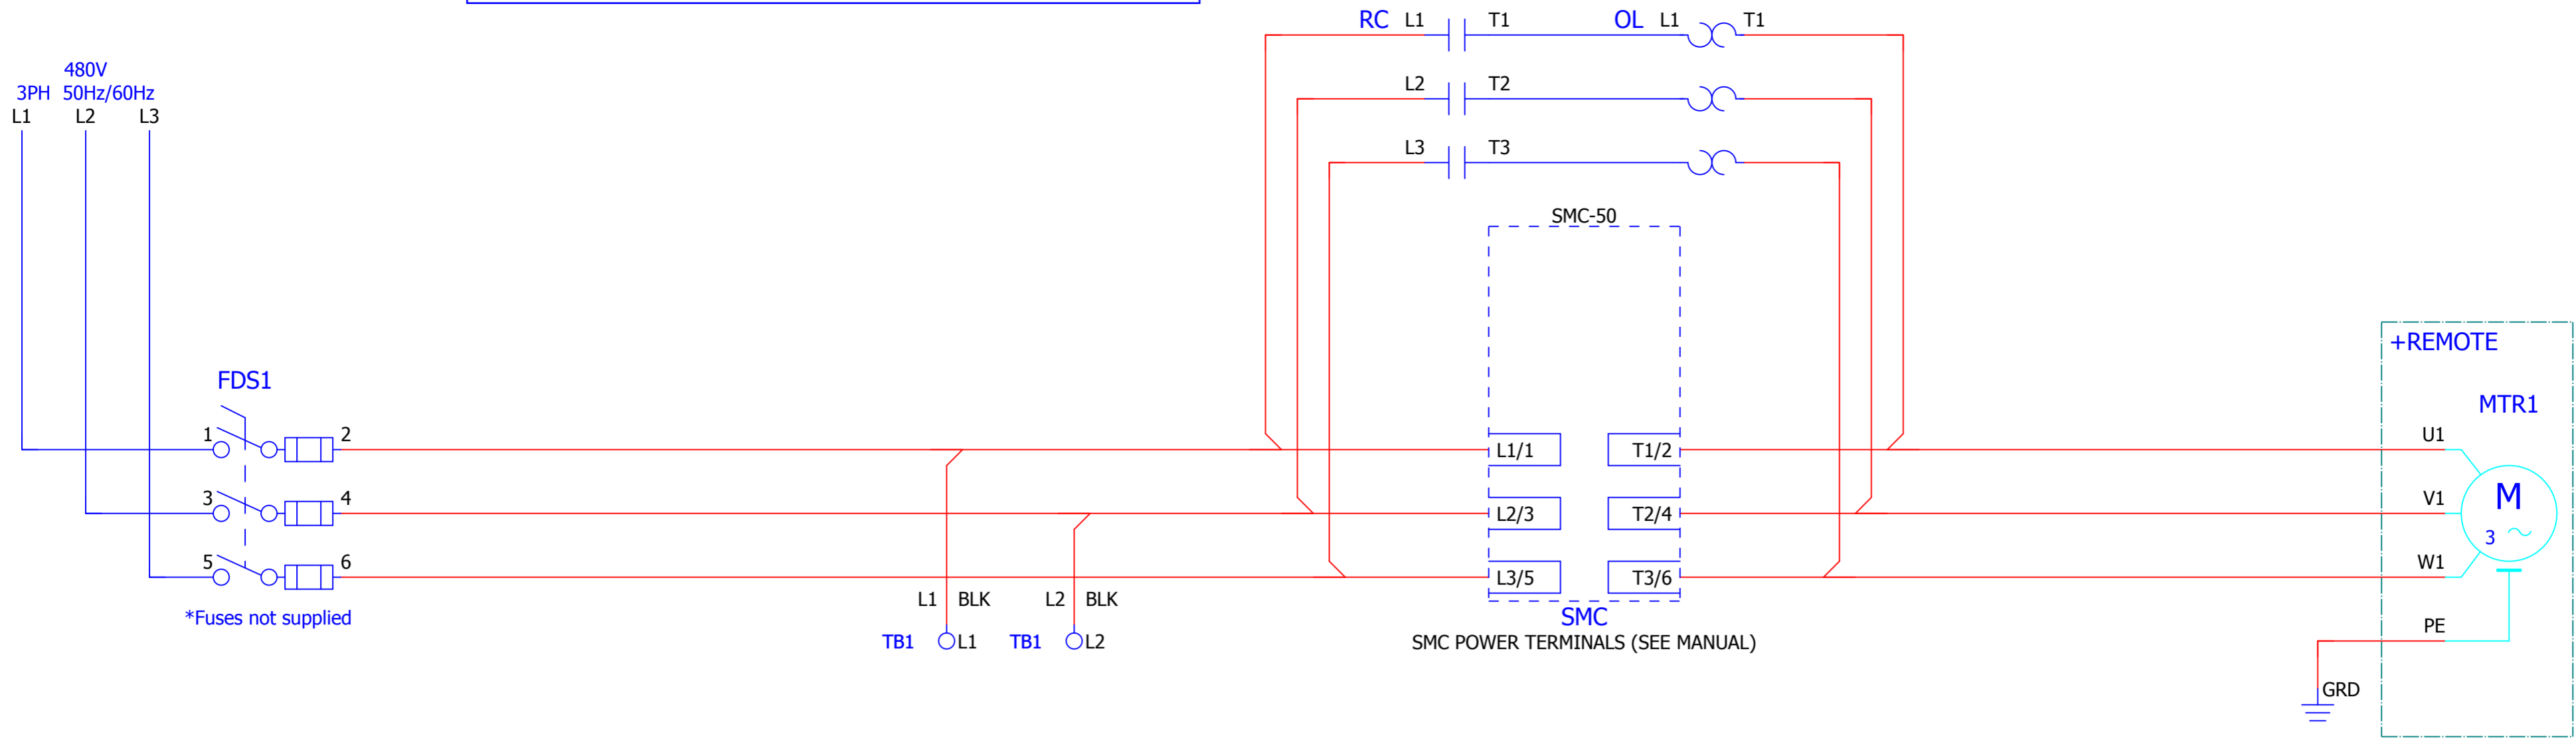 RC L1 T1 OL L1 T1
480V
3PH 50Hz/60Hz
L1 L2 L3
L2 T2
L3 T3
SMC-50
+REMOTE
FDS1
MTR1
1 2 L1/1 T1/2 U1
3 4 L2/3 T2/4 V1 M
3 ~
5 6 L3/5 T3/6 W1
L1 BLK L2 BLK
*Fuses not supplied
SMC
PE
TB1 L1 TB1 L2
SMC POWER TERMINALS (SEE MANUAL)
GRD